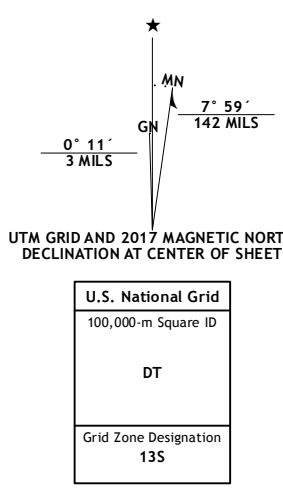 ★
MN
GN
7° 59´
142 MILS
0° 11´
3 MILS
UTM GRID AND 2017 MAGNETIC NORT
DECLINATION AT CENTER OF SHEET
U.S. National Grid
100,000-m Square ID
DT
Grid Zone Designation
13S